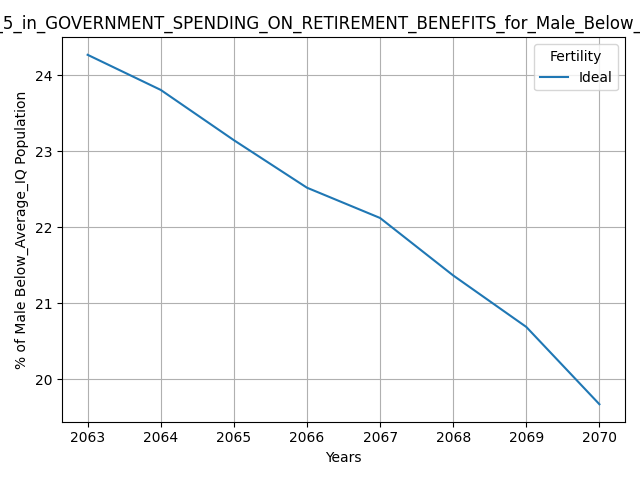 _5_in_GOVERNMENT_SPENDING_ON_RETIREMENT_BENEFITS_for_Male_Below_
Fertility
Ideal
% of Male Below_Average_IQ Population
24
23
22
21
20
2063 2064 2065 2066 2067 2068 2069 2070
Years